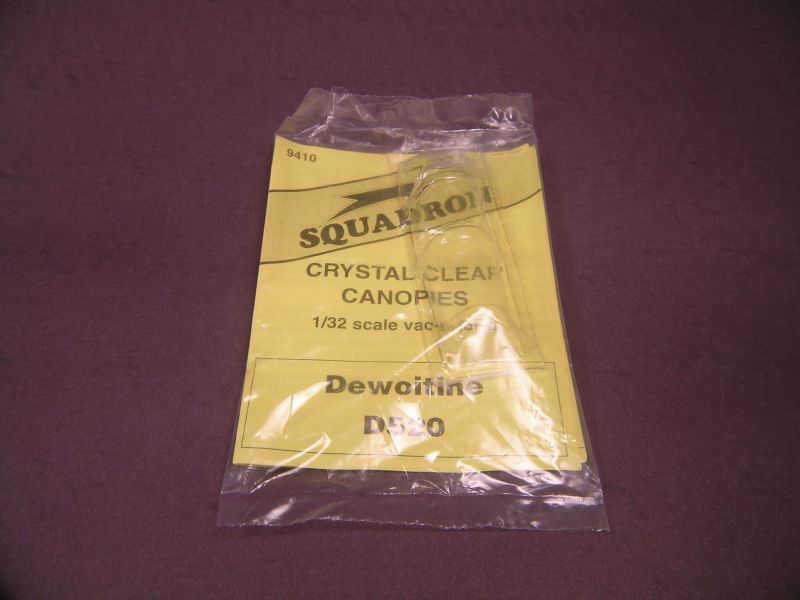 9410
SQUADRON
CRYSTAL CLEAR
CANOPIES
1/32 scale
Dewoitine
D520